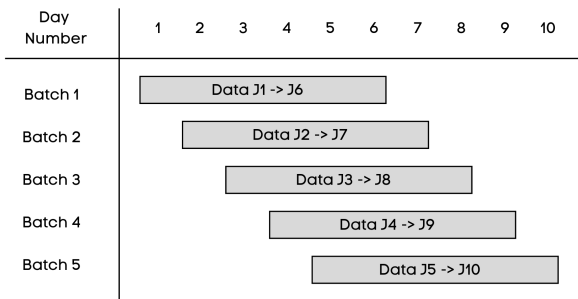 Day
Number
1 2 3 4 5 6 7 8 9 10
Batch 1
Data J1 -> J6
Batch 2
Data J2 -> J7
Batch 3
Data J3 -> J8
Batch 4
Data J4 -> J9
Batch 5
Data J5 -> J10